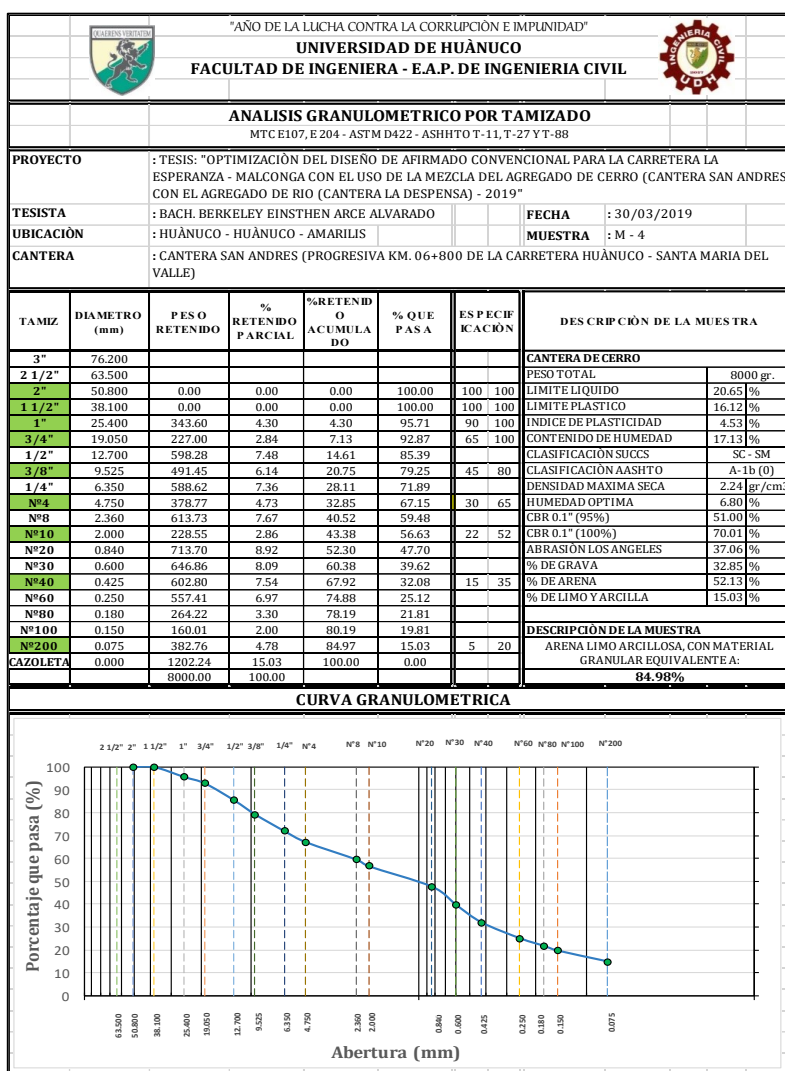 QUAERENS VERITATEM
"AÑO DE LA LUCHA CONTRA LA CORRUPCIÒN E IMPUNIDAD"
UNIVERSIDAD DE HUÀNUCO
FACULTAD DE INGENIERA - E.A.P. DE INGENIERIA CIVIL
INGENIERIA CIVIL
UDH
ANALISIS GRANULOMETRICO POR TAMIZADO
MTC E107, E 204 - ASTM D422 - ASHHTO T-11, T-27 Y T-88
PROYECTO : TESIS: "OPTIMIZACIÒN DEL DISEÑO DE AFIRMADO CONVENCIONAL PARA LA CARRETERA LA
ESPERANZA - MALCONGA CON EL USO DE LA MEZCLA DEL AGREGADO DE CERRO (CANTERA SAN ANDRES
CON EL AGREGADO DE RIO (CANTERA LA DESPENSA) - 2019"
TESISTA : BACH. BERKELEY EINSTHEN ARCE ALVARADO FECHA : 30/03/2019
UBICACIÒN : HUÀNUCO - HUÀNUCO - AMARILIS MUESTRA : M - 4
CANTERA : CANTERA SAN ANDRES (PROGRESIVA KM. 06+800 DE LA CARRETERA HUÀNUCO - SANTA MARIA DEL
VALLE)
TAMIZ DIAMETRO (mm) PESO RETENIDO % RETENIDO PARCIAL %RETENIDO ACUMULADO % QUE PASA ESPECIFICACIÒN DESCRIPCIÒN DE LA MUESTRA
3" 76.200 CANTERA DE CERRO
2 1/2" 63.500 PESO TOTAL 8000 gr.
2" 50.800 0.00 0.00 0.00 100.00 100 100 LIMITE LIQUIDO 20.65 %
1 1/2" 38.100 0.00 0.00 0.00 100.00 100 100 LIMITE PLASTICO 16.12 %
1" 25.400 343.60 4.30 4.30 95.71 90 100 INDICE DE PLASTICIDAD 4.53 %
3/4" 19.050 227.00 2.84 7.13 92.87 65 100 CONTENIDO DE HUMEDAD 17.13 %
1/2" 12.700 598.28 7.48 14.61 85.39 CLASIFICACIÒN SUCCS SC - SM
3/8" 9.525 491.45 6.14 20.75 79.25 45 80 CLASIFICACIÒN AASHTO A-1b (0)
1/4" 6.350 588.62 7.36 28.11 71.89 DENSIDAD MAXIMA SECA 2.24 gr/cm3
Nº4 4.750 378.77 4.73 32.85 67.15 30 65 HUMEDAD OPTIMA 6.80 %
Nº8 2.360 613.73 7.67 40.52 59.48 CBR 0.1" (95%) 51.00 %
Nº10 2.000 228.55 2.86 43.38 56.63 22 52 CBR 0.1" (100%) 70.01 %
Nº20 0.840 713.70 8.92 52.30 47.70 ABRASIÒN LOS ANGELES 37.06 %
Nº30 0.600 646.86 8.09 60.38 39.62 % DE GRAVA 32.85 %
Nº40 0.425 602.80 7.54 67.92 32.08 15 35 % DE ARENA 52.13 %
Nº60 0.250 557.41 6.97 74.88 25.12 % DE LIMO Y ARCILLA 15.03 %
Nº80 0.180 264.22 3.30 78.19 21.81
Nº100 0.150 160.01 2.00 80.19 19.81 DESCRIPCIÒN DE LA MUESTRA
Nº200 0.075 382.76 4.78 84.97 15.03 5 20 ARENA LIMO ARCILLOSA, CON MATERIAL
CAZOLETA 0.000 1202.24 15.03 100.00 0.00 GRANULAR EQUIVALENTE A:
8000.00 100.00 84.98%
CURVA GRANULOMETRICA
2 1/2" 2" 1 1/2" 1" 3/4" 1/2" 3/8" 1/4" N°4 N°8 N°10 N°20 N°30 N°40 N°60 N°80 N°100 N°200
Porcentaje que pasa (%)
100
90
80
70
60
50
40
30
20
10
0
63.500 50.800 38.100 25.400 19.050 12.700 9.525 6.350 4.750 2.360 2.000 0.840 0.600 0.425 0.250 0.180 0.150 0.075
Abertura (mm)